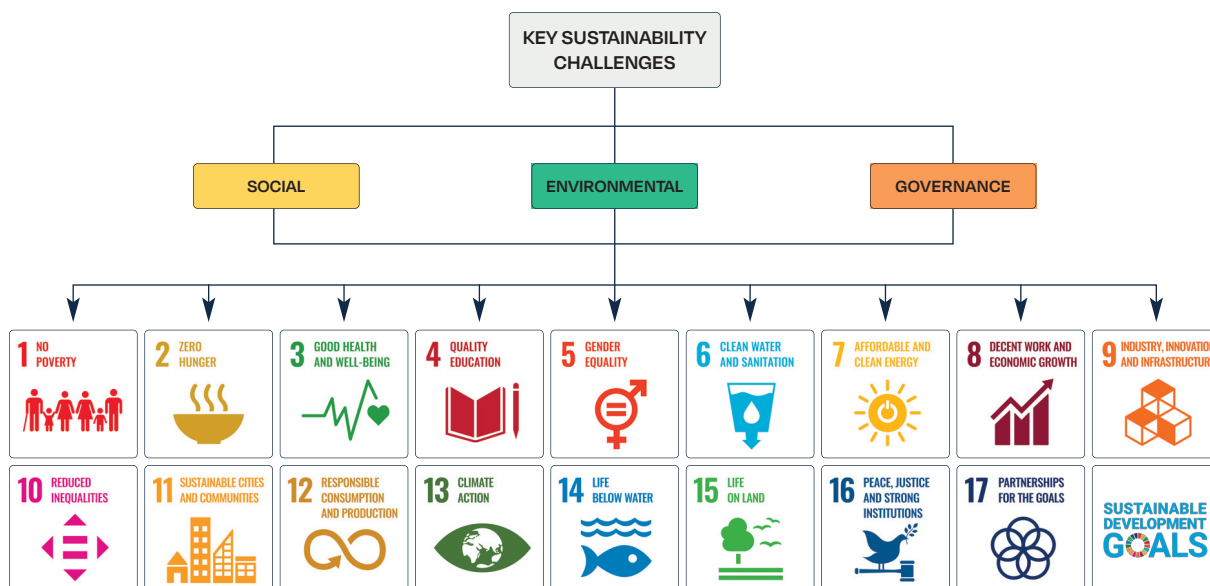 KEY SUSTAINABILITY
CHALLENGES
SOCIAL
ENVIRONMENTAL
GOVERNANCE
1 NO
POVERTY
2 ZERO
HUNGER
3 GOOD HEALTH
AND WELL-BEING
4 QUALITY
EDUCATION
5 GENDER
EQUALITY
6 CLEAN WATER
AND SANITATION
7 AFFORDABLE AND
CLEAN ENERGY
8 DECENT WORK AND
ECONOMIC GROWTH
9 INDUSTRY, INNOVATION
AND INFRASTRUCTURE
10 REDUCED
INEQUALITIES
11 SUSTAINABLE CITIES
AND COMMUNITIES
12 RESPONSIBLE
CONSUMPTION
AND PRODUCTION
13 CLIMATE
ACTION
14 LIFE
BELOW WATER
15 LIFE
ON LAND
16 PEACE, JUSTICE
AND STRONG
INSTITUTIONS
17 PARTNERSHIPS
FOR THE GOALS
SUSTAINABLE
DEVELOPMENT
GOALS